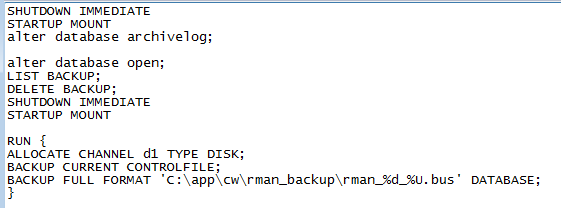 SHUTDOWN IMMEDIATE
STARTUP MOUNT
alter database archivelog;
alter database open;
LIST BACKUP;
DELETE BACKUP;
SHUTDOWN IMMEDIATE
STARTUP MOUNT
RUN {
ALLOCATE CHANNEL d1 TYPE DISK;
BACKUP CURRENT CONTROLFILE;
BACKUP FULL FORMAT 'C:\app\cw\rman_backup\rman_%d_%U.bus' DATABASE;
}